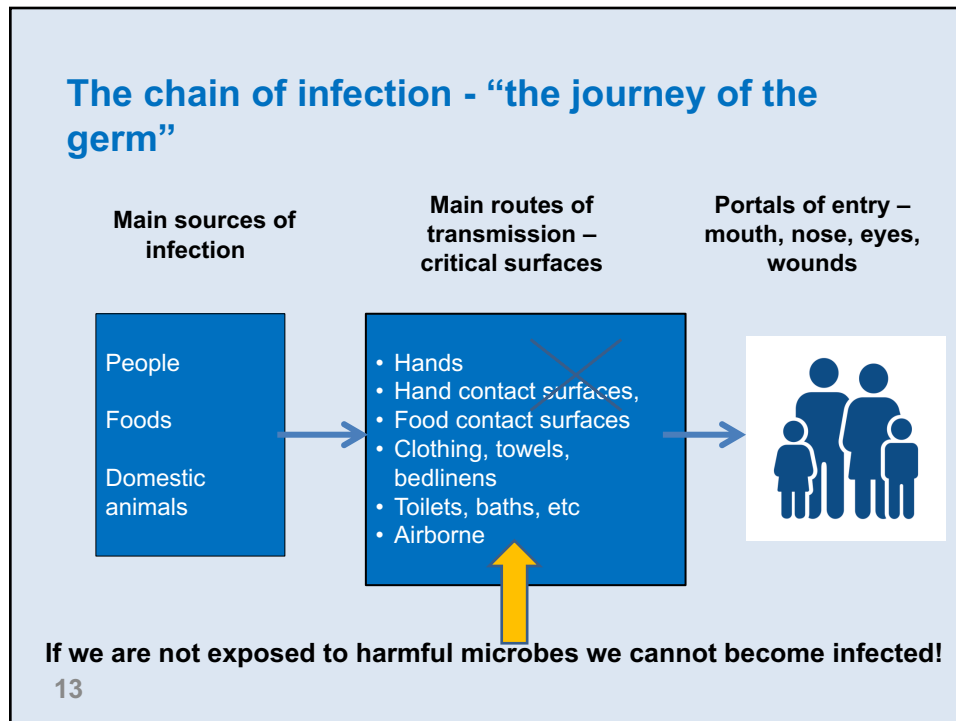 The chain of infection - “the journey of the
germ”
Main sources of
infection
Main routes of
transmission –
critical surfaces
Portals of entry –
mouth, nose, eyes,
wounds
People
Foods
Domestic
animals
• Hands
• Hand contact surfaces,
• Food contact surfaces
• Clothing, towels,
bedlinens
• Toilets, baths, etc
• Airborne
If we are not exposed to harmful microbes we cannot become infected!
13